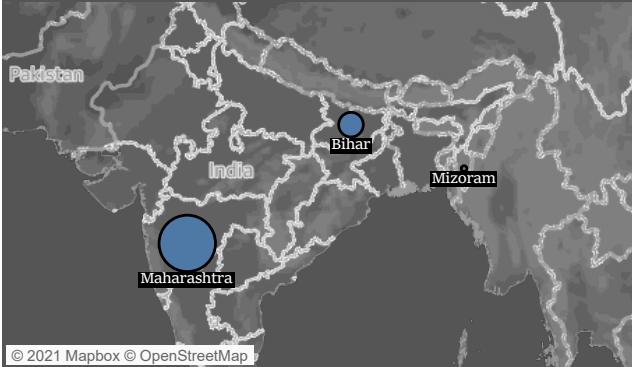 Pakistan
Bihar
India
Mizoram
Maharashtra
© 2021 Mapbox © OpenStreetMap